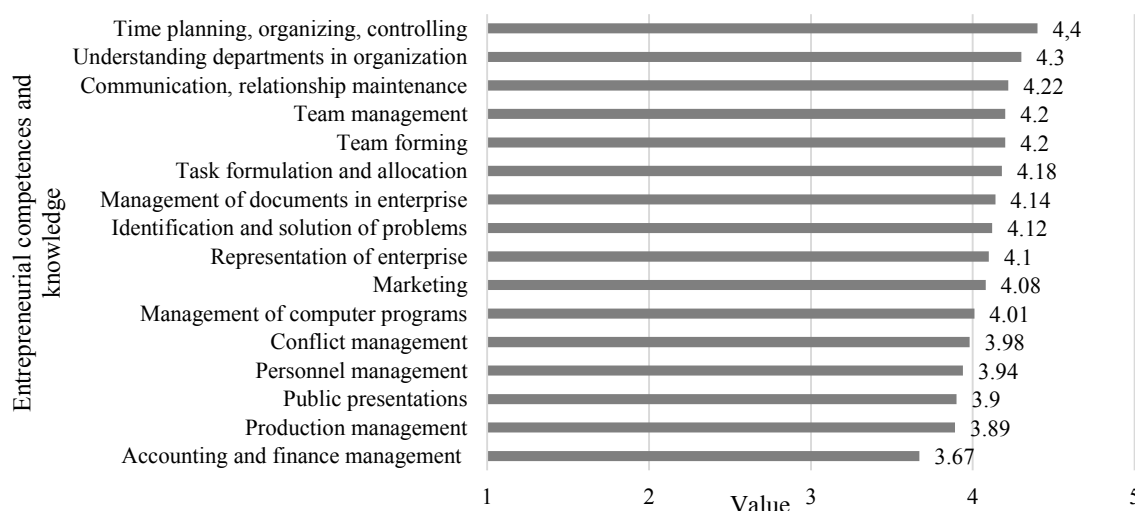 Entrepreneurial competences and
knowledge
Time planning, organizing, controlling 4,4
Understanding departments in organization 4.3
Communication, relationship maintenance 4.22
Team management 4.2
Team forming 4.2
Task formulation and allocation 4.18
Management of documents in enterprise 4.14
Identification and solution of problems 4.12
Representation of enterprise 4.1
Marketing 4.08
Management of computer programs 4.01
Conflict management 3.98
Personnel management 3.94
Public presentations 3.9
Production management 3.89
Accounting and finance management 3.67
1 2 3 4 5
Value